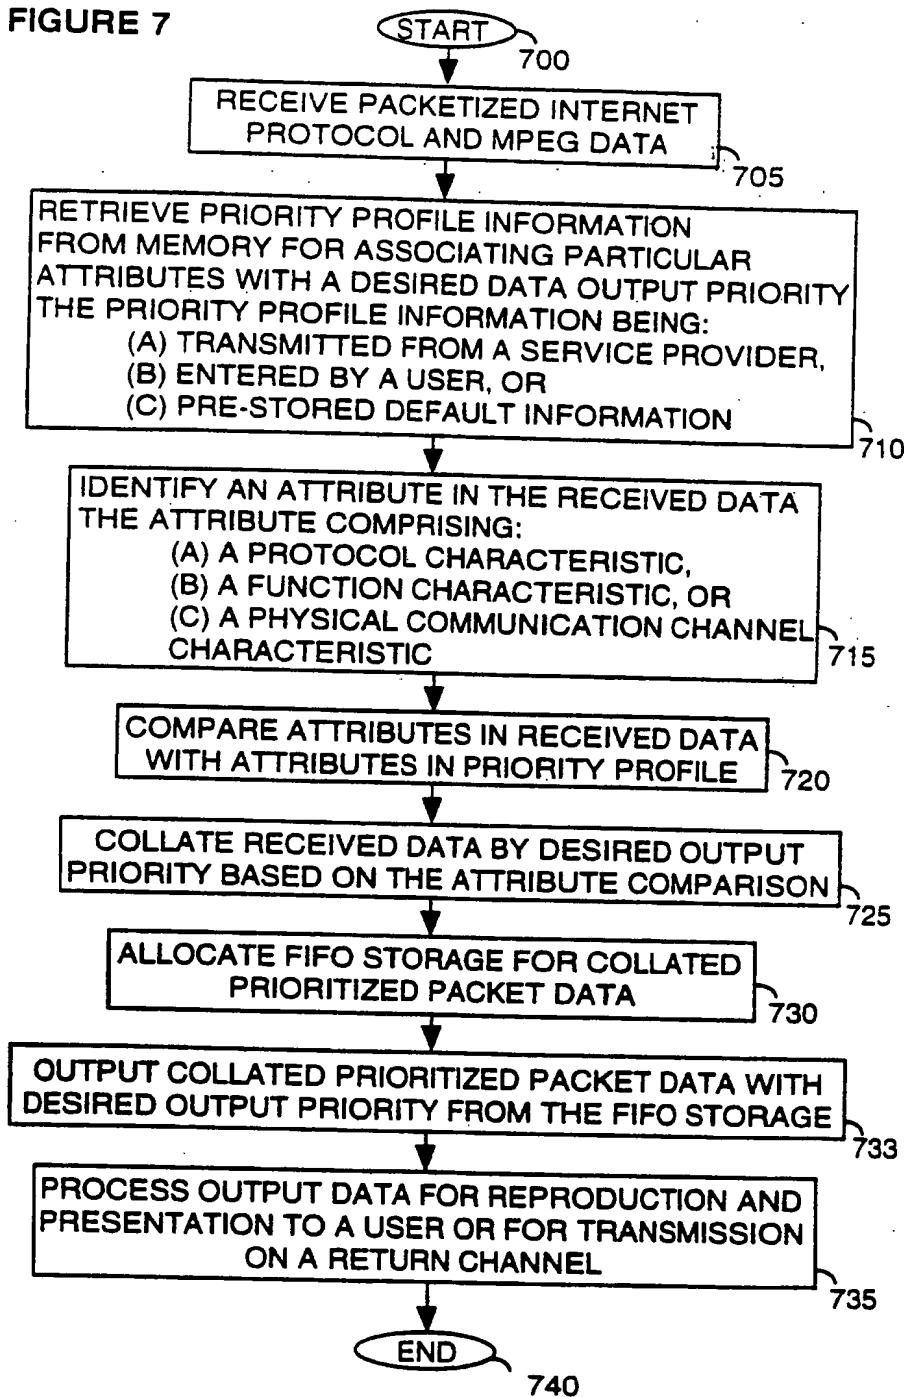 FIGURE 7
START
700
RECEIVE PACKETIZED INTERNET
PROTOCOL AND MPEG DATA
705
RETRIEVE PRIORITY PROFILE INFORMATION
FROM MEMORY FOR ASSOCIATING PARTICULAR
ATTRIBUTES WITH A DESIRED DATA OUTPUT PRIORITY
THE PRIORITY PROFILE INFORMATION BEING:
(A) TRANSMITTED FROM A SERVICE PROVIDER,
(B) ENTERED BY A USER, OR
(C) PRE-STORED DEFAULT INFORMATION
710
IDENTIFY AN ATTRIBUTE IN THE RECEIVED DATA
THE ATTRIBUTE COMPRISING:
(A) A PROTOCOL CHARACTERISTIC,
(B) A FUNCTION CHARACTERISTIC, OR
(C) A PHYSICAL COMMUNICATION CHANNEL
CHARACTERISTIC
715
COMPARE ATTRIBUTES IN RECEIVED DATA
WITH ATTRIBUTES IN PRIORITY PROFILE
720
COLLATE RECEIVED DATA BY DESIRED OUTPUT
PRIORITY BASED ON THE ATTRIBUTE COMPARISON
725
ALLOCATE FIFO STORAGE FOR COLLATED
PRIORITIZED PACKET DATA
730
OUTPUT COLLATED PRIORITIZED PACKET DATA WITH
DESIRED OUTPUT PRIORITY FROM THE FIFO STORAGE
733
PROCESS OUTPUT DATA FOR REPRODUCTION AND
PRESENTATION TO A USER OR FOR TRANSMISSION
ON A RETURN CHANNEL
735
END
740